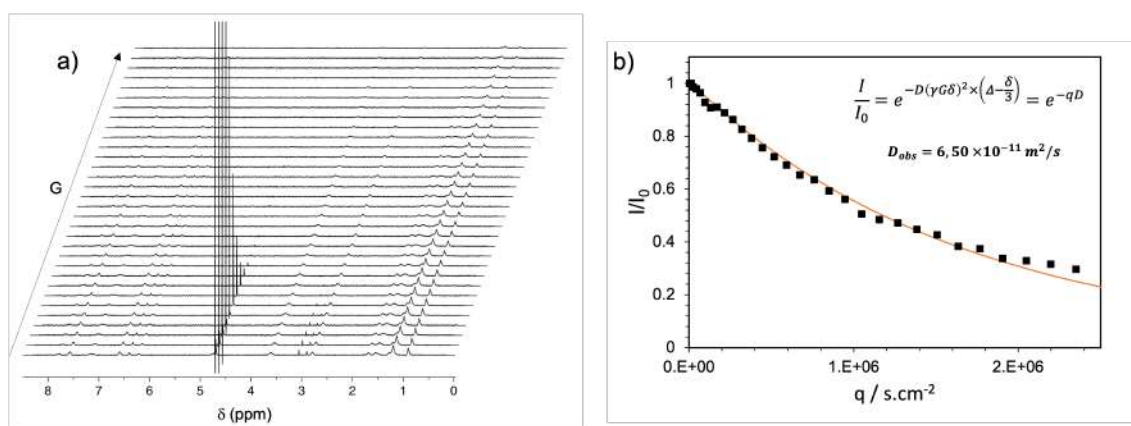 a)
G
8 7 6 5 4 3 2 1 0
δ (ppm)
b)
I/I₀ = e^{-D(γGδ)²×(Δ-δ/3)} = e^{-qD}
D_obs = 6,50 ×10⁻¹¹ m²/s
1
0.8
0.6
0.4
0.2
0
I/I₀
0.E+00 1.E+06 2.E+06
q / s.cm⁻²